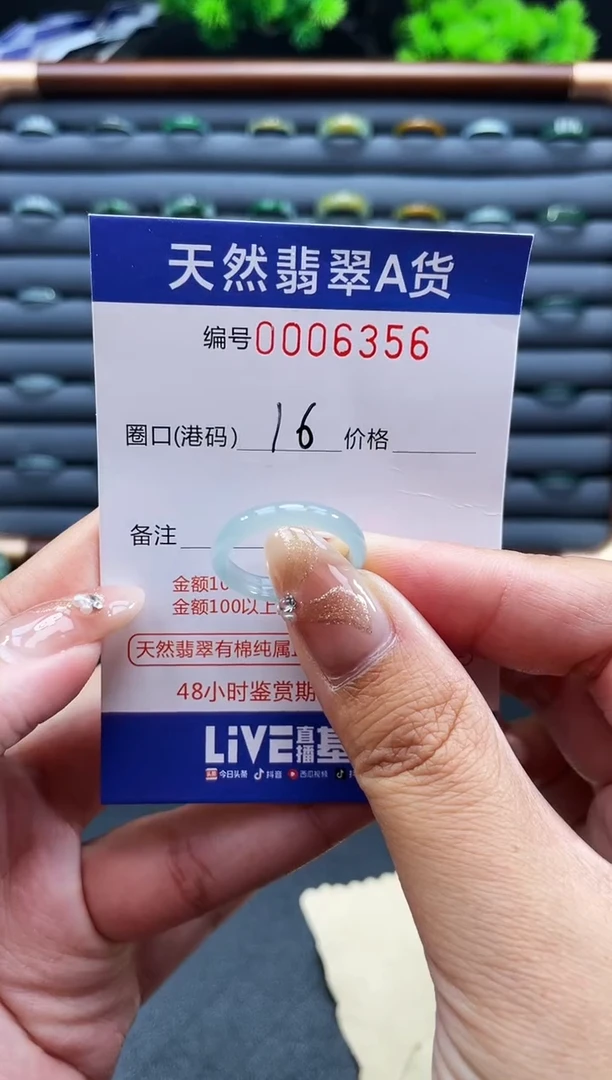 天然翡翠A货
编号0006356
圈口(港码) 16 价格
备注
金额10
金额100以上
天然翡翠有棉纯属
48小时鉴赏期
LiVE直播基
今日头条 抖音 西瓜视频